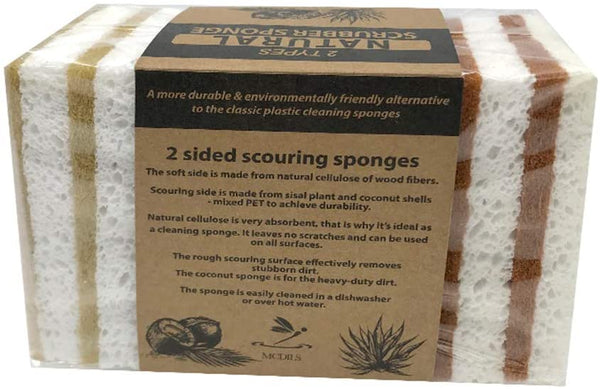 2 TYPES
NATURAL
SCRUBBER SPONGE
A more durable & environmentally friendly alternative
to the classic plastic cleaning sponges
2 sided scouring sponges
The soft side is made from natural cellulose of wood fibers.
Scouring side is made from sisal plant and coconut shells
- mixed PET to achieve durability.
Natural cellulose is very absorbent, that is why it's ideal as
a cleaning sponge. It leaves no scratches and can be used
on all surfaces.
The rough scouring surface effectively removes
stubborn dirt.
The coconut sponge is for the heavy-duty dirt.
The sponge is easily cleaned in a dishwasher
or over hot water.
MCDILS